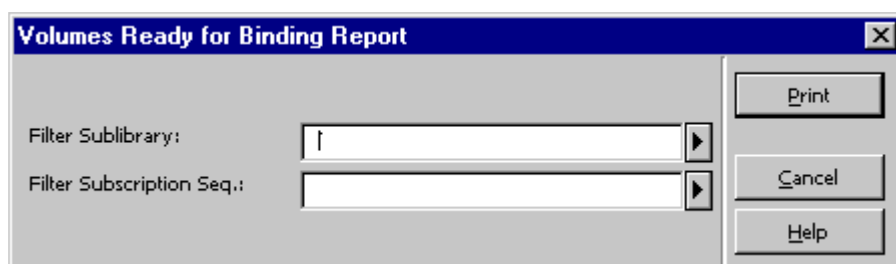 Volumes Ready for Binding Report
Print
Filter Sublibrary:
Filter Subscription Seq.:
Cancel
Help